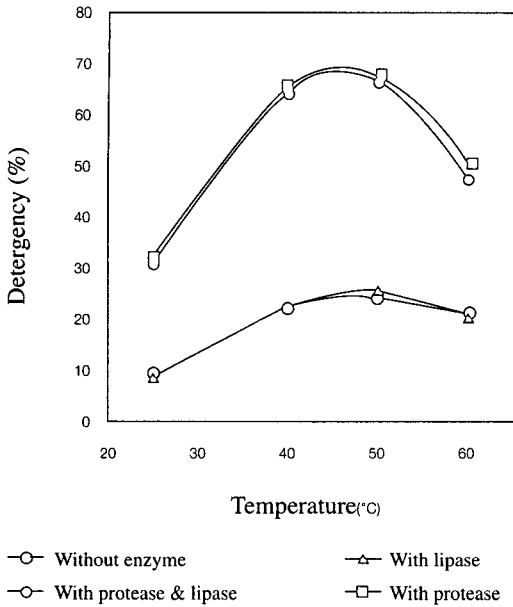 80
70
60
50
40
30
20
10
0
Detergency (%)
20 30 40 50 60
Temperature(°C)
Without enzyme
With lipase
With protease & lipase
With protease